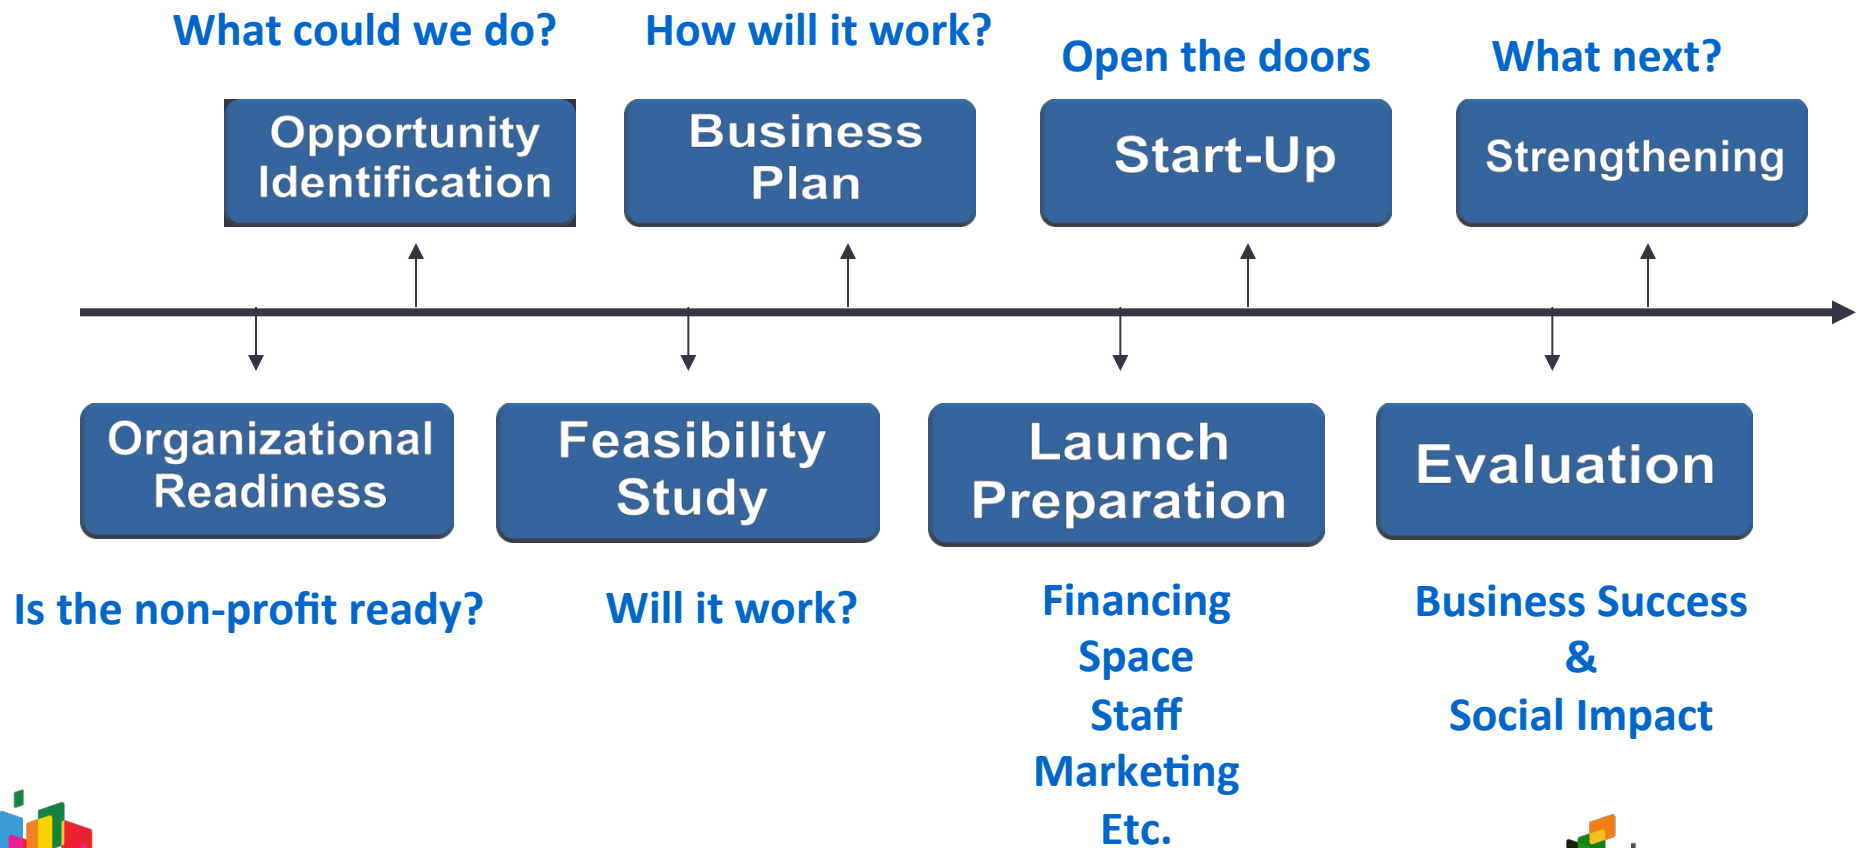 What could we do?
How will it work?
Open the doors
What next?
Opportunity
Identification
Business
Plan
Start-Up
Strengthening
Organizational
Readiness
Feasibility
Study
Launch
Preparation
Evaluation
Is the non-profit ready?
Will it work?
Financing
Space
Staff
Marketing
Etc.
Business Success
&
Social Impact